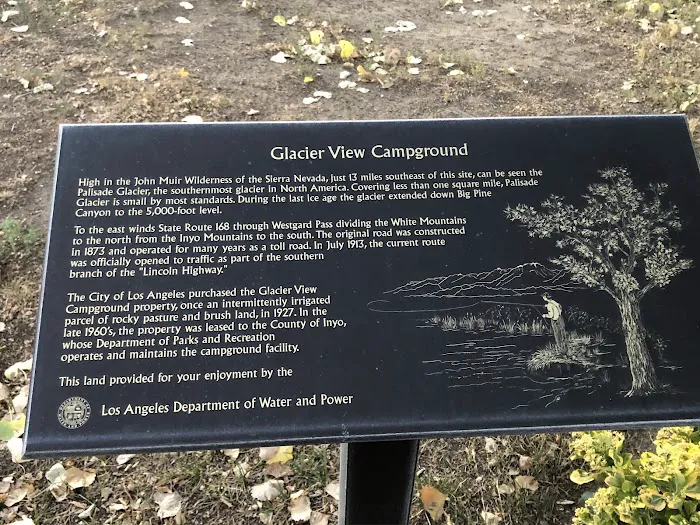 Glacier View Campground
High in the John Muir Wilderness of the Sierra Nevada, just 13 miles southeast of this site, can be seen the
Palisade Glacier, the southernmost glacier in North America. Covering less than one square mile, Palisade
Glacier is small by most standards. During the last ice age the glacier extended down Big Pine
Canyon to the 5,000-foot level.
To the east winds State Route 168 through Westgard Pass dividing the White Mountains
to the north from the Inyo Mountains to the south. The original road was constructed
in 1873 and operated for many years as a toll road. In July 1913, the current route
was officially opened to traffic as part of the southern
branch of the "Lincoln Highway."
The City of Los Angeles purchased the Glacier View
Campground property, once an intermittently irrigated
parcel of rocky pasture and brush land, in 1927. In the
late 1960's, the property was leased to the County of Inyo,
whose Department of Parks and Recreation
operates and maintains the campground facility.
This land provided for your enjoyment by the
Los Angeles Department of Water and Power